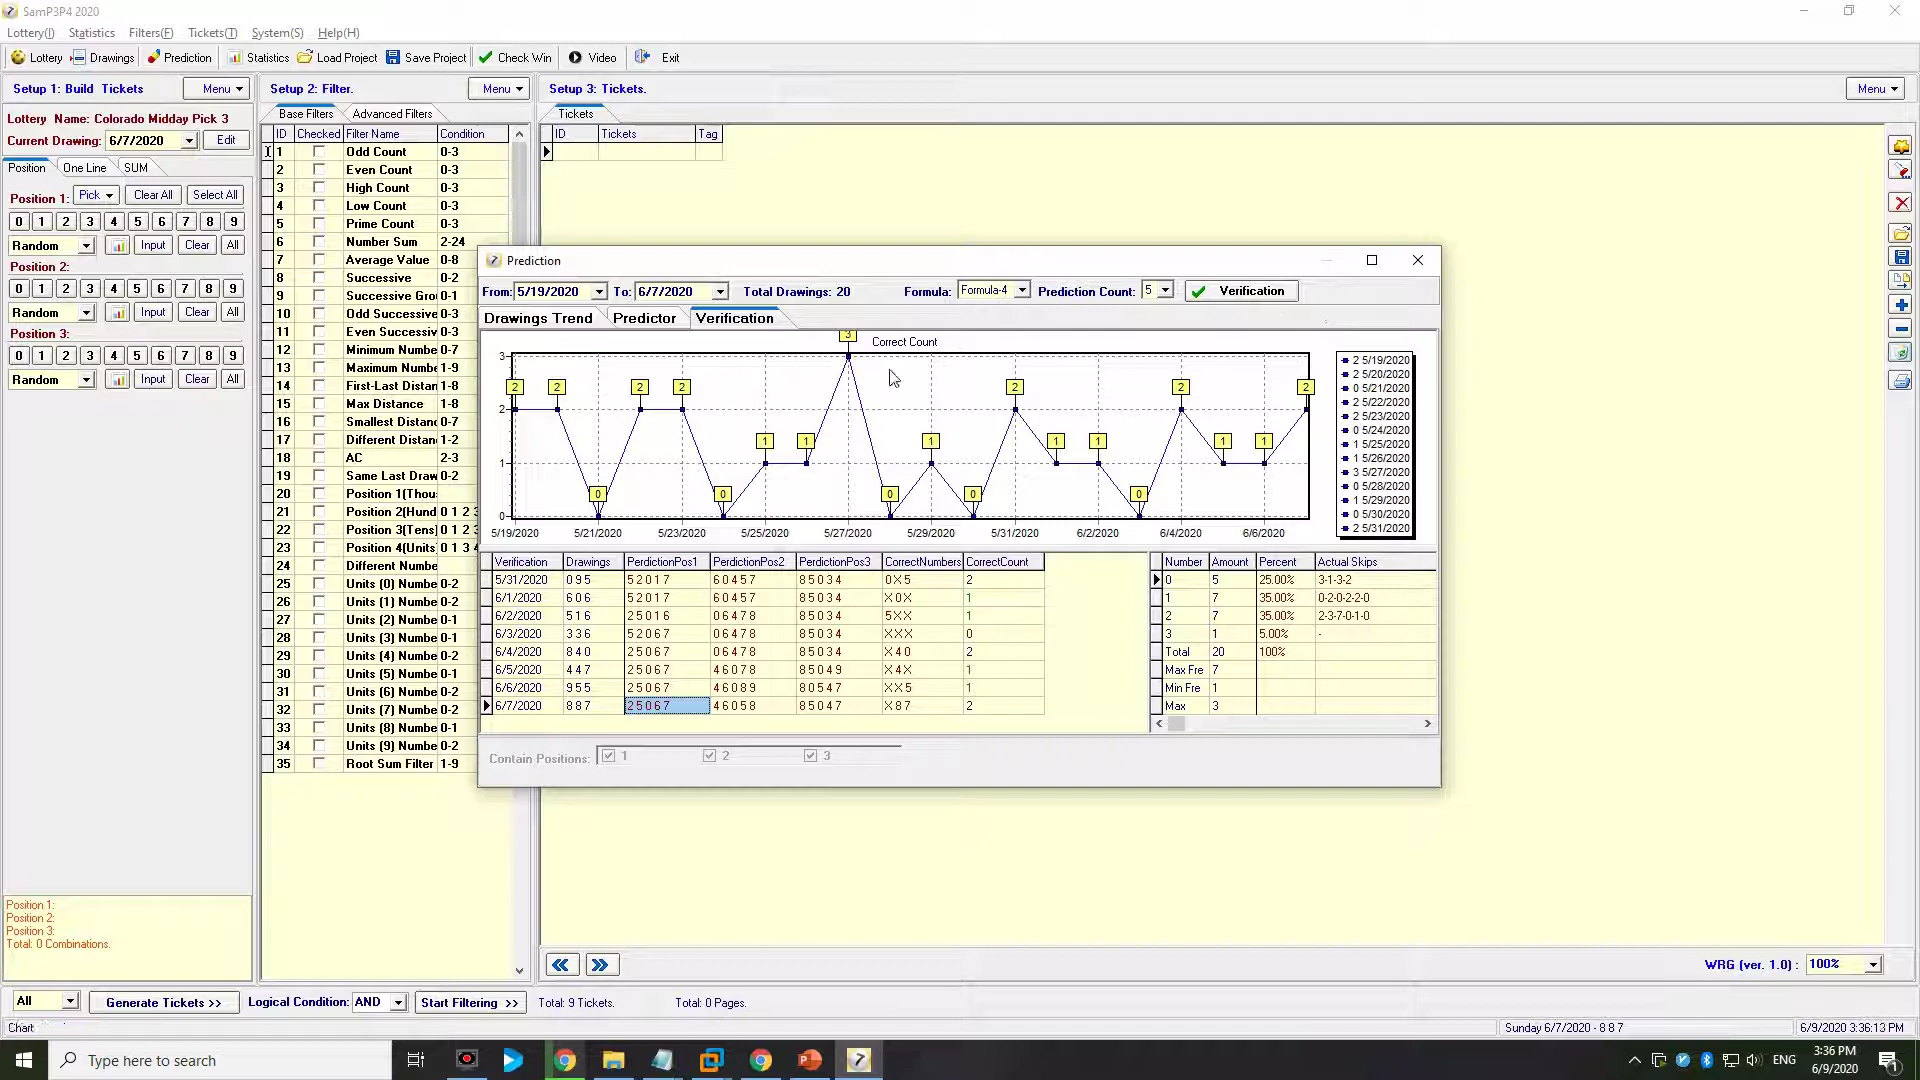 SamP3P4 2020
Lottery(J) Statistics Filters(F) Tickets(T) System(S) Help(H)
Lottery Drawings Prediction Statistics Load Project Save Project Check Win Video Exit
Setup 1: Build Tickets Menu
Lottery Name: Colorado Midday Pick 3
Current Drawing: 6/7/2020 Edit
Position One Line SUM
Position 1: Pick Clear All Select All
0 1 2 3 4 5 6 7 8 9
Random Input Clear All
Position 2:
0 1 2 3 4 5 6 7 8 9
Random Input Clear All
Position 3:
0 1 2 3 4 5 6 7 8 9
Random Input Clear All
Position 1:
Position 2:
Position 3:
Total: 0 Combinations.
Setup 2: Filter. Menu
Base Filters Advanced Filters
ID Checked Filter Name Condition
1 Odd Count 0-3
2 Even Count 0-3
3 High Count 0-3
4 Low Count 0-3
5 Prime Count 0-3
6 Number Sum 2-24
7 Average Value 0-8
8 Successive 0-2
9 Successive Gro 0-1
10 Odd Successive 0-3
11 Even Successiv 0-3
12 Minimum Numbe 0-7
13 Maximum Numb 1-9
14 First-Last Distan 1-8
15 Max Distance 1-8
16 Smallest Distanc 0-7
17 Different Distanc 1-2
18 AC 2-3
19 Same Last Draw 0-2
20 Position 1(Thou
21 Position 2(Hund 0 1 2 3
22 Position 3(Tens) 0 1 2 3
23 Position 4(Units) 0 1 3 4
24 Different Numbe
25 Units (0) Numbe 0-2
26 Units (1) Numbe 0-2
27 Units (2) Numbe 0-1
28 Units (3) Numbe 0-1
29 Units (4) Numbe 0-2
30 Units (5) Numbe 0-1
31 Units (6) Numbe 0-2
32 Units (7) Numbe 0-2
33 Units (8) Numbe 0-1
34 Units (9) Numbe 0-2
35 Root Sum Filter 1-9
Setup 3: Tickets. Menu
Tickets
ID Tickets Tag
Prediction
From: 5/19/2020 To: 6/7/2020 Total Drawings: 20 Formula: Formula-4 Prediction Count: 5 Verification
Drawings Trend Predictor Verification
Correct Count
3
2
1
0
2 2 0 2 2 0 1 1 3 0 1 0 2 1 1 0 2 1 1 2
5/19/2020 5/21/2020 5/23/2020 5/25/2020 5/27/2020 5/29/2020 5/31/2020 6/2/2020 6/4/2020 6/6/2020
2 5/19/2020
2 5/20/2020
0 5/21/2020
2 5/22/2020
2 5/23/2020
0 5/24/2020
1 5/25/2020
1 5/26/2020
3 5/27/2020
0 5/28/2020
1 5/29/2020
0 5/30/2020
2 5/31/2020
Verification Drawings PerdictionPos1 PerdictionPos2 PerdictionPos3 CorrectNumbers CorrectCount
5/31/2020 0 9 5 5 2 0 1 7 6 0 4 5 7 8 5 0 3 4 0 X 5 2
6/1/2020 6 0 6 5 2 0 1 7 6 0 4 5 7 8 5 0 3 4 X 0 X 1
6/2/2020 5 1 6 2 5 0 1 6 0 6 4 7 8 8 5 0 3 4 5 X X 1
6/3/2020 3 3 6 5 2 0 6 7 0 6 4 7 8 8 5 0 3 4 X X X 0
6/4/2020 8 4 0 2 5 0 6 7 0 6 4 7 8 8 5 0 3 4 X 4 0 2
6/5/2020 4 4 7 2 5 0 6 7 4 6 0 7 8 8 5 0 4 9 X 4 X 1
6/6/2020 9 5 5 2 5 0 6 7 4 6 0 8 9 8 0 5 4 7 X X 5 1
6/7/2020 8 8 7 2 5 0 6 7 4 6 0 5 8 8 5 0 4 7 X 8 7 2
Number Amount Percent Actual Skips
0 5 25.00% 3-1-3-2
1 7 35.00% 0-2-0-2-2-0
2 7 35.00% 2-3-7-0-1-0
3 1 5.00% -
Total 20 100%
Max Fre 7
Min Fre 1
Max 3
Contain Positions: 1 2 3
WRG (ver. 1.0) : 100%
All Generate Tickets >> Logical Condition: AND Start Filtering >> Total: 9 Tickets. Total: 0 Pages.
Chart Sunday 6/7/2020 - 8 8 7 6/9/2020 3:36:13 PM
Type here to search
ENG
3:36 PM
6/9/2020
1